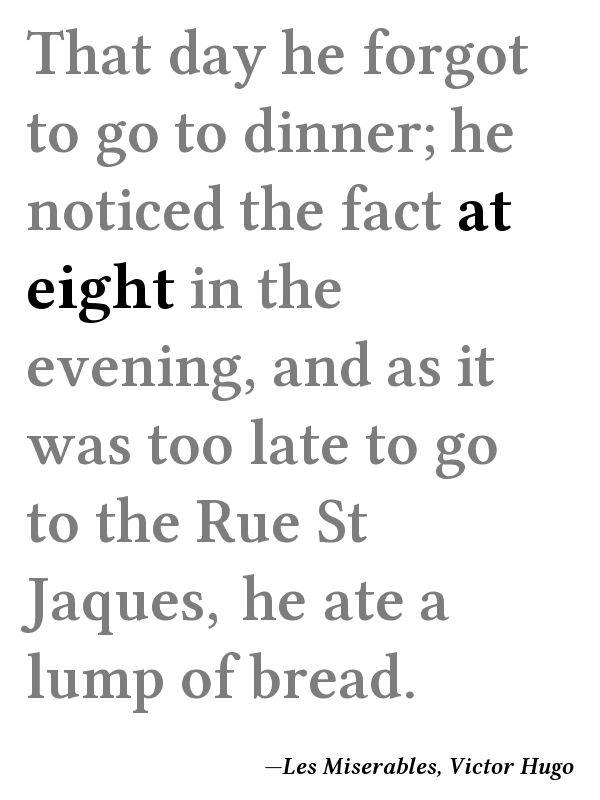 That day he forgot
to go to dinner; he
noticed the fact at
eight in the
evening, and as it
was too late to go
to the Rue St
Jaques, he ate a
lump of bread.
—Les Miserables, Victor Hugo